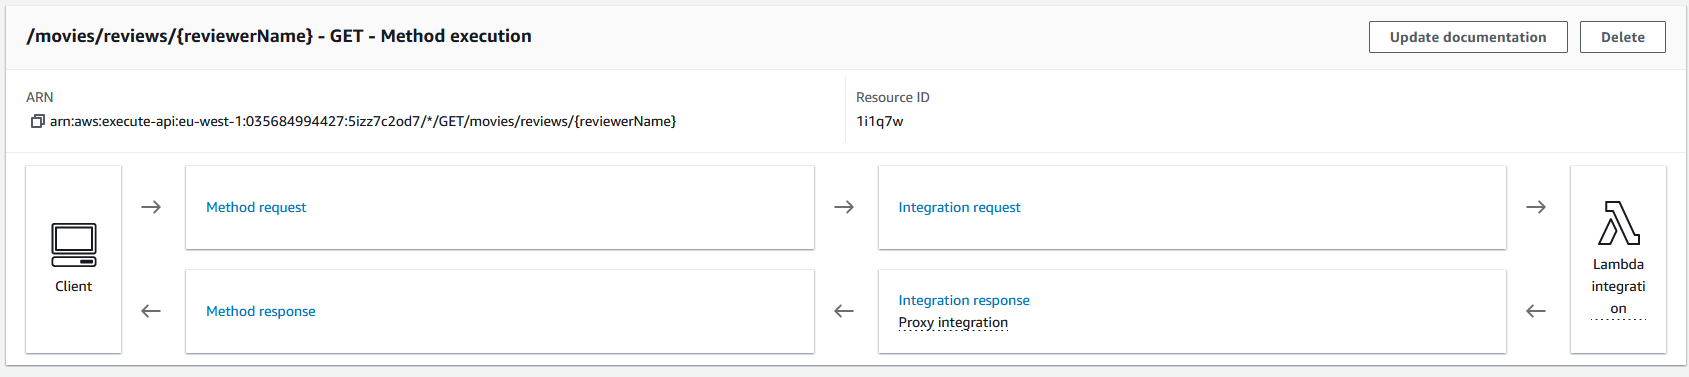 /movies/reviews/{reviewerName} - GET - Method execution
Update documentation
Delete
ARN
arn:aws:execute-api:eu-west-1:035684994427:5izz7c2od7/*/GET/movies/reviews/{reviewerName}
Resource ID
1i1q7w
Client
Method request
Integration request
Method response
Integration response
Proxy integration
Lambda
integrati
on